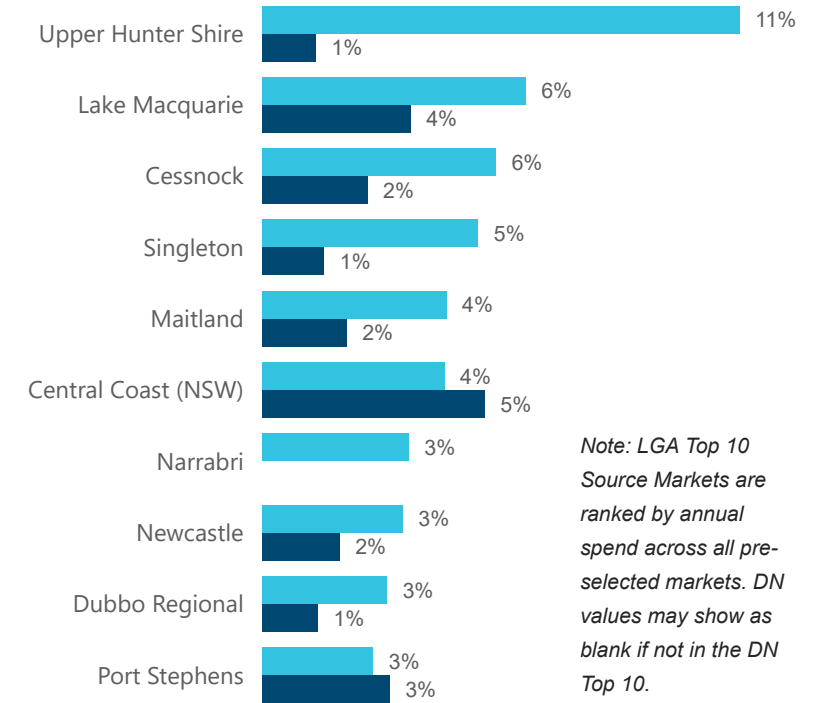 Upper Hunter Shire
11%
1%
Lake Macquarie
6%
4%
Cessnock
6%
2%
Singleton
5%
1%
Maitland
4%
2%
Central Coast (NSW)
4%
5%
Narrabri
3%
Newcastle
3%
2%
Dubbo Regional
3%
1%
Port Stephens
3%
3%
Note: LGA Top 10
Source Markets are
ranked by annual
spend across all pre-
selected markets. DN
values may show as
blank if not in the DN
Top 10.